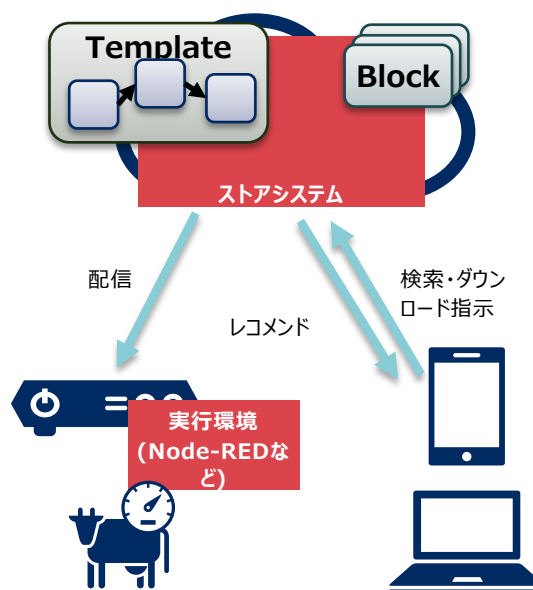 Template
Block
ストアシステム
配信
検索・ダウン
ロード指示
レコメンド
実行環境
(Node-REDな
ど)